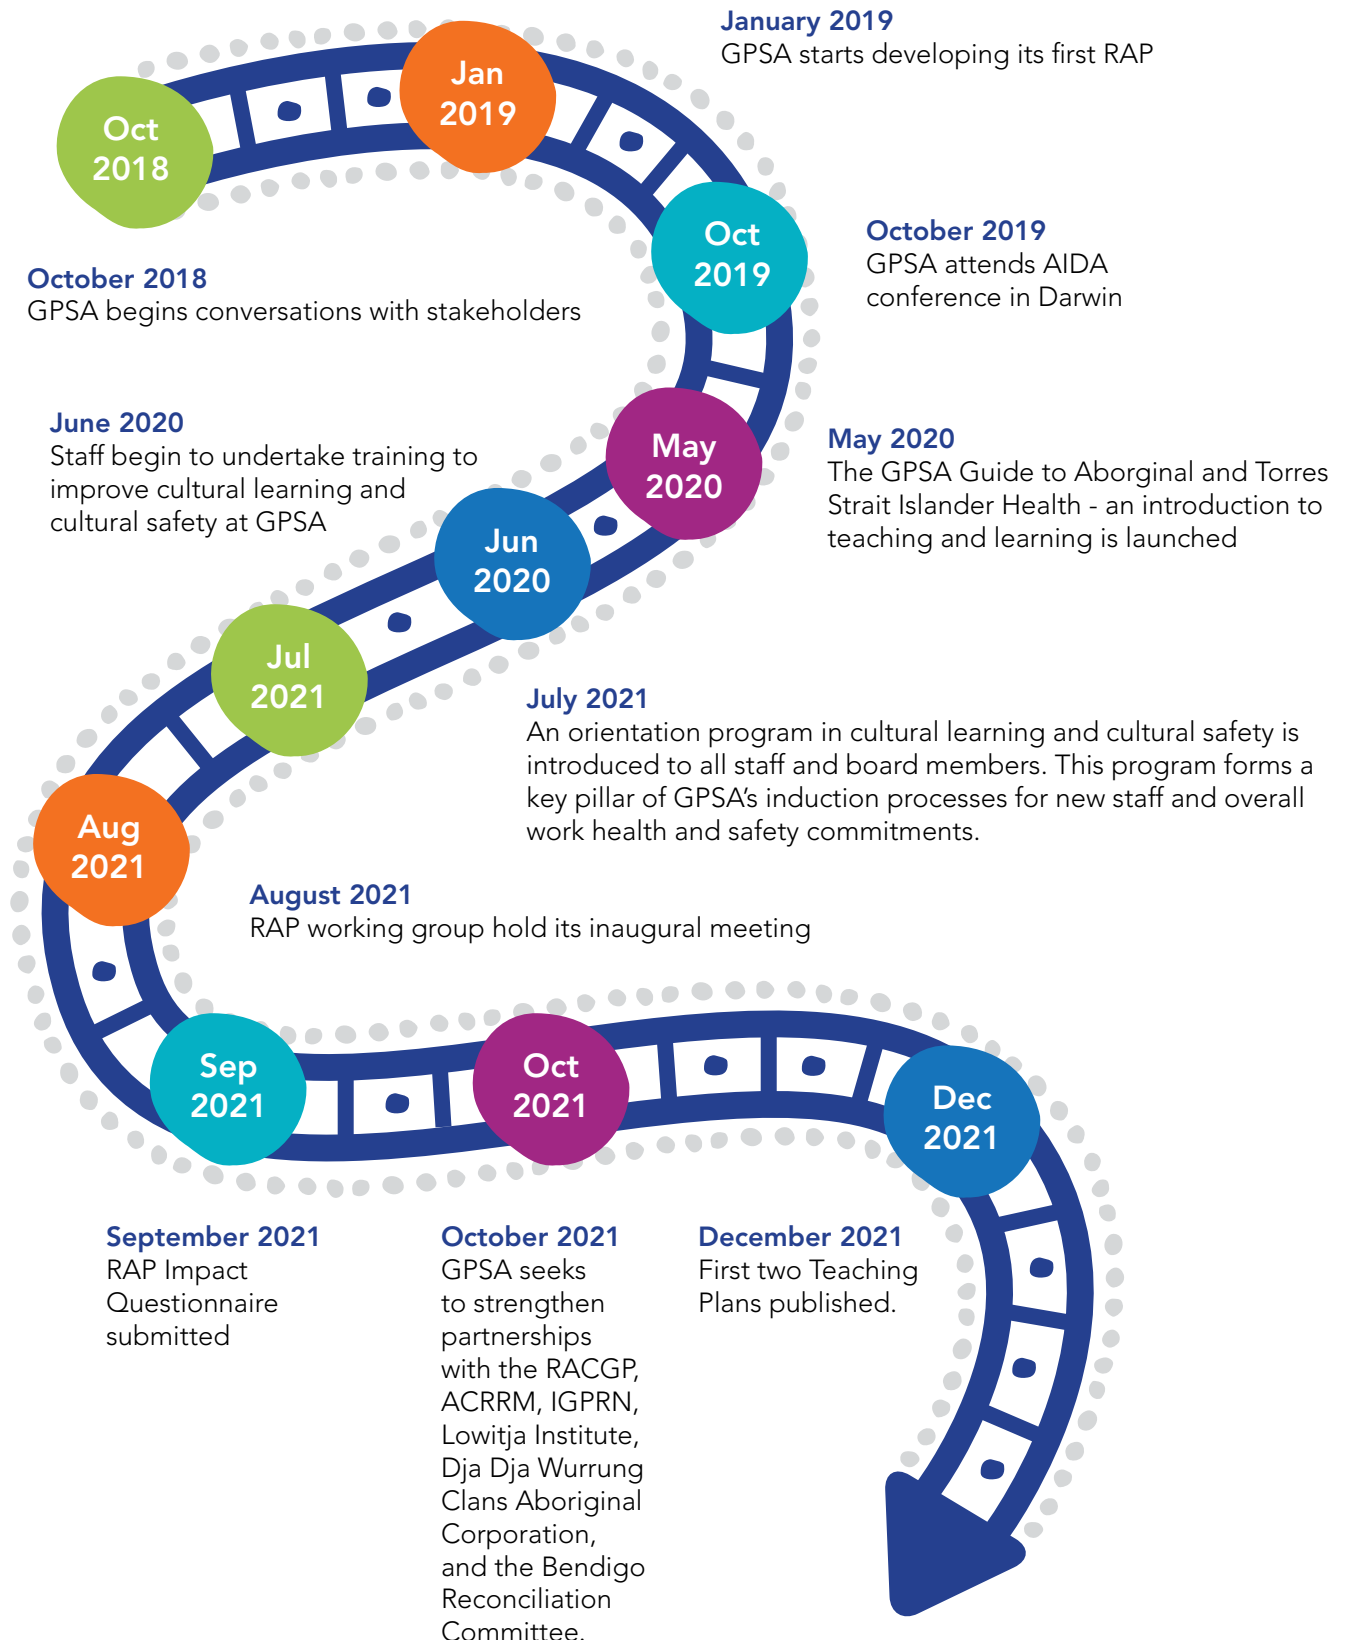 January 2019
GPSA starts developing its first RAP
Jan
2019
Oct
2018
Oct
2019
October 2019
GPSA attends AIDA
conference in Darwin
October 2018
GPSA begins conversations with stakeholders
June 2020
Staff begin to undertake training to
improve cultural learning and
cultural safety at GPSA
May
2020
May 2020
The GPSA Guide to Aborginal and Torres
Strait Islander Health - an introduction to
teaching and learning is launched
Jun
2020
Jul
2021
July 2021
An orientation program in cultural learning and cultural safety is
introduced to all staff and board members. This program forms a
key pillar of GPSA’s induction processes for new staff and overall
work health and safety commitments.
Aug
2021
August 2021
RAP working group hold its inaugural meeting
Sep
2021
Oct
2021
Dec
2021
September 2021
RAP Impact
Questionnaire
submitted
October 2021
GPSA seeks
to strengthen
partnerships
with the RACGP,
ACRRM, IGPRN,
Lowitja Institute,
Dja Dja Wurrung
Clans Aboriginal
Corporation,
and the Bendigo
Reconciliation
Committee.
December 2021
First two Teaching
Plans published.